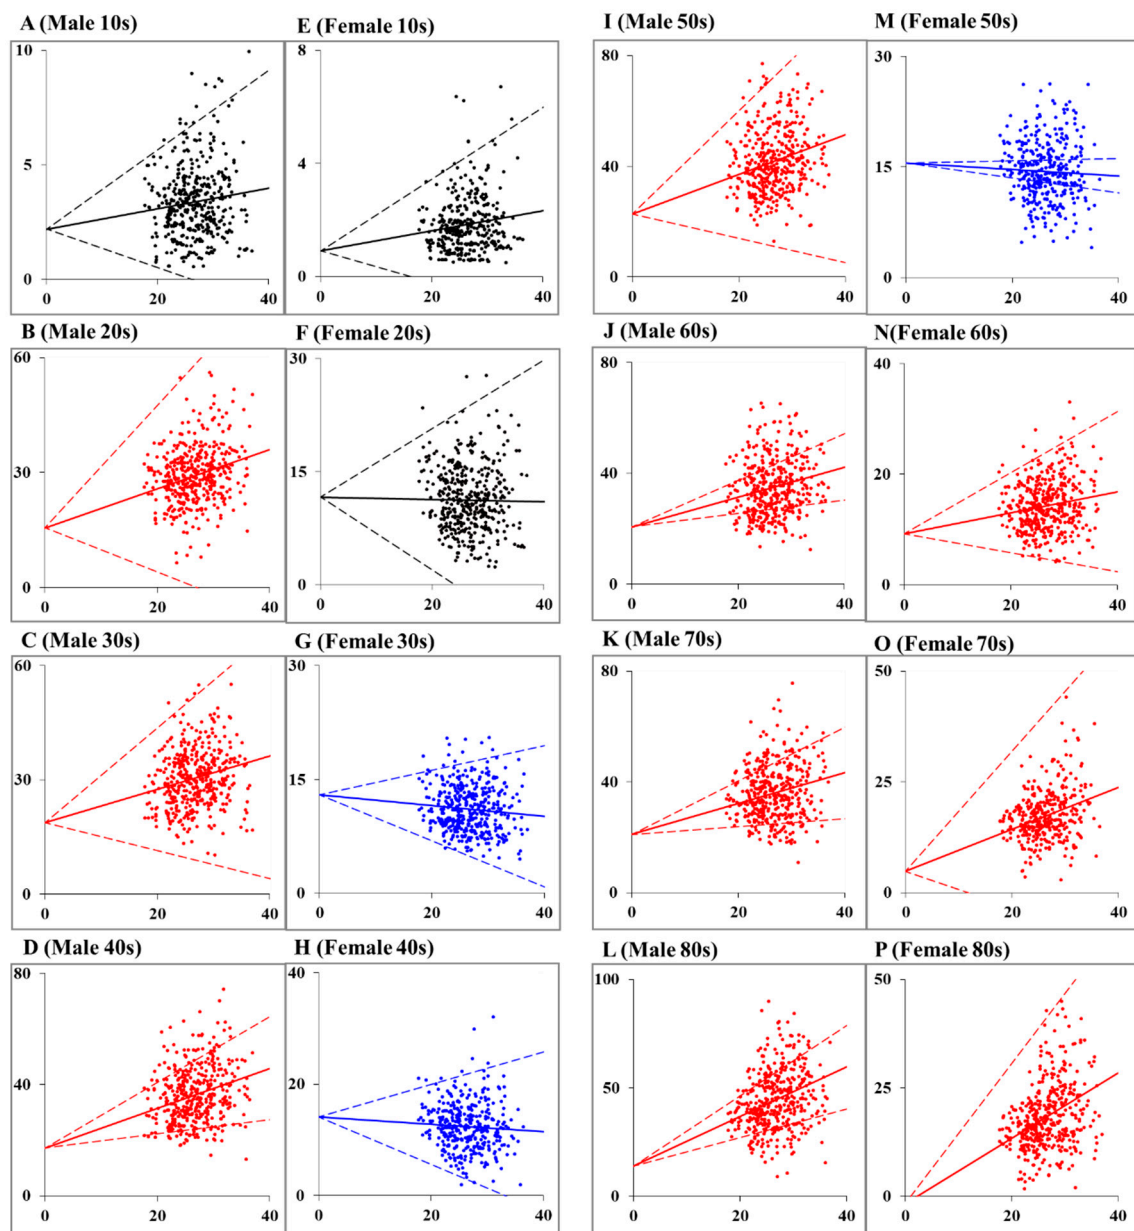 A (Male 10s)
10
5
0
0 20 40
E (Female 10s)
8
4
0
0 20 40
I (Male 50s)
80
40
0
0 20 40
M (Female 50s)
30
15
0
0 20 40
B (Male 20s)
60
30
0
0 20 40
F (Female 20s)
30
15
0
0 20 40
J (Male 60s)
80
40
0
0 20 40
N(Female 60s)
40
20
0
0 20 40
C (Male 30s)
60
30
0
0 20 40
G (Female 30s)
30
15
0
0 20 40
K (Male 70s)
80
40
0
0 20 40
O (Female 70s)
50
25
0
0 20 40
D (Male 40s)
80
40
0
0 20 40
H (Female 40s)
40
20
0
0 20 40
L (Male 80s)
100
50
0
0 20 40
P (Female 80s)
50
25
0
0 20 40